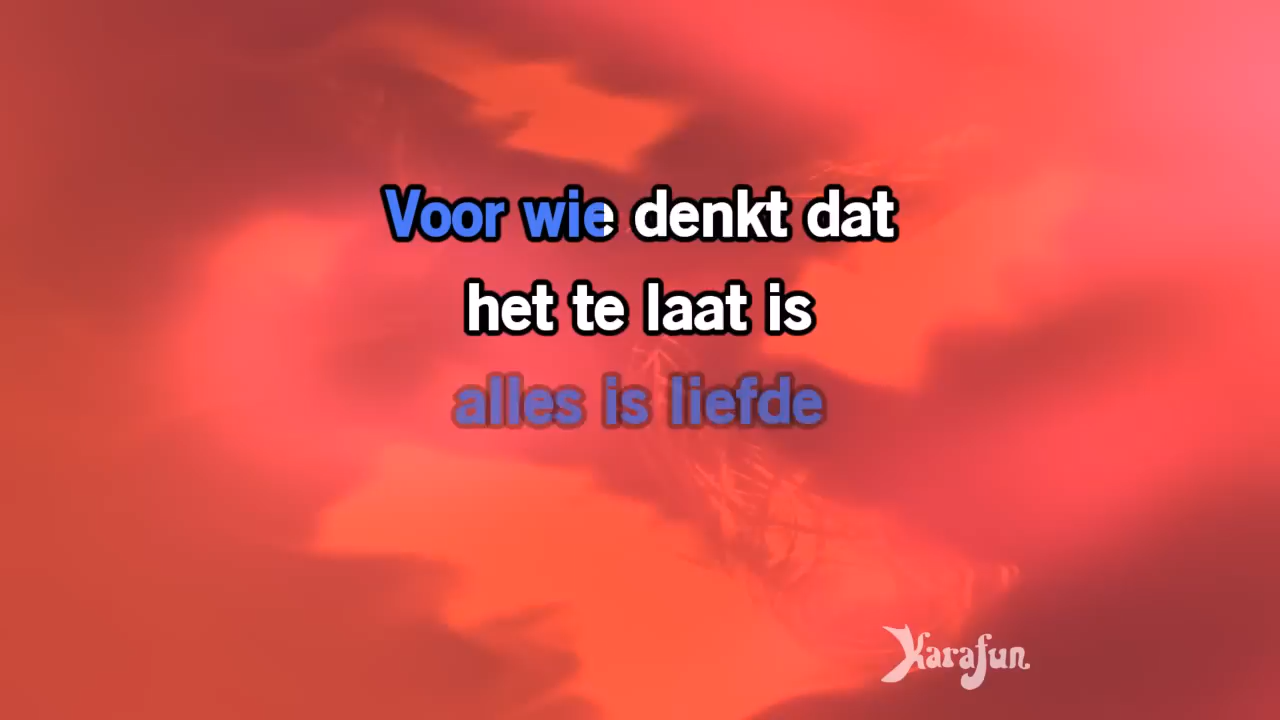 Voor wie denkt dat
het te laat is
alles is liefde
Karafun